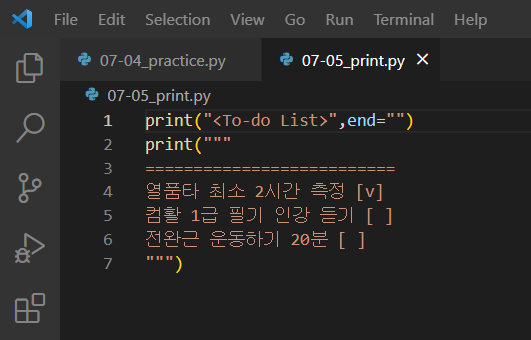 File Edit Selection View Go Run Terminal Help
07-04_practice.py 07-05_print.py
07-05_print.py
1 print("<To-do List>",end="")
2 print("""
3 ==========================
4 열품타 최소 2시간 측정 [v]
5 컴활 1급 필기 인강 듣기 [ ]
6 전완근 운동하기 20분 [ ]
7 """)